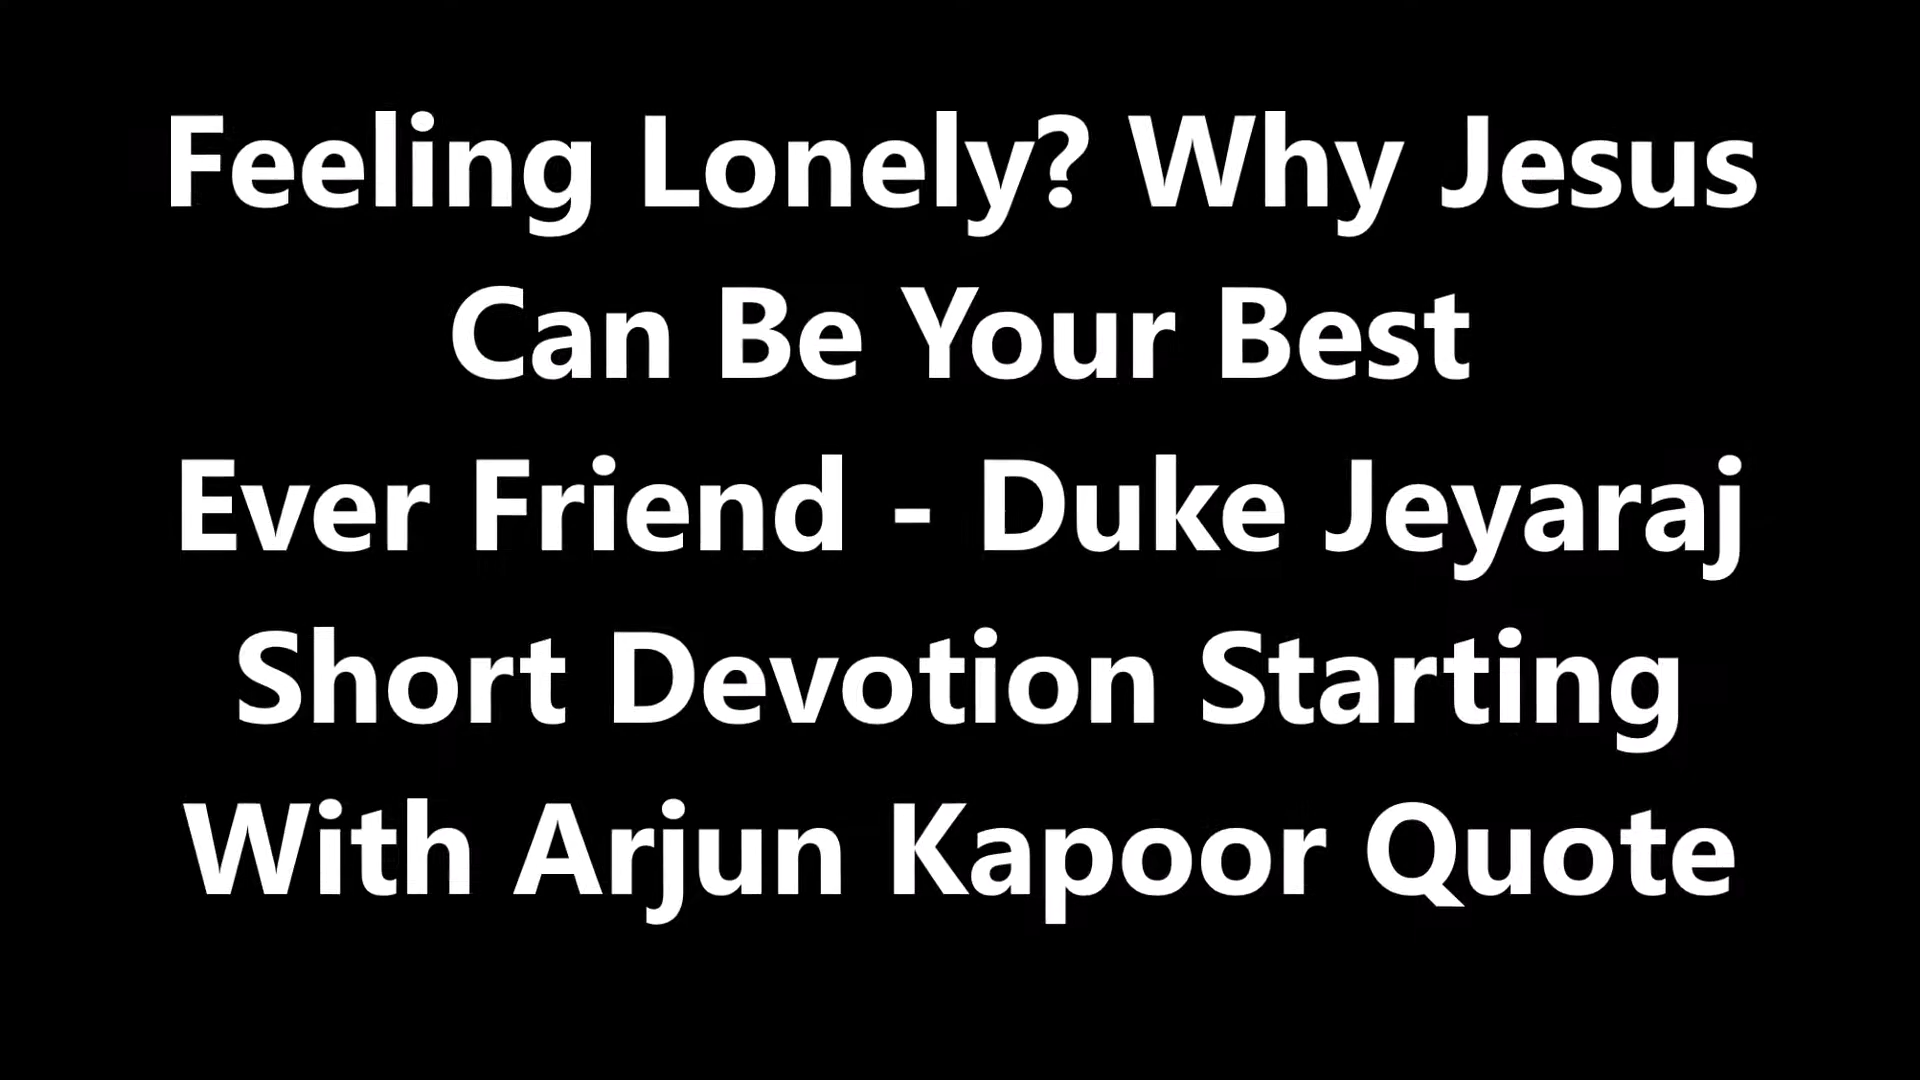 Feeling Lonely? Why Jesus
Can Be Your Best
Ever Friend - Duke Jeyaraj
Short Devotion Starting
With Arjun Kapoor Quote